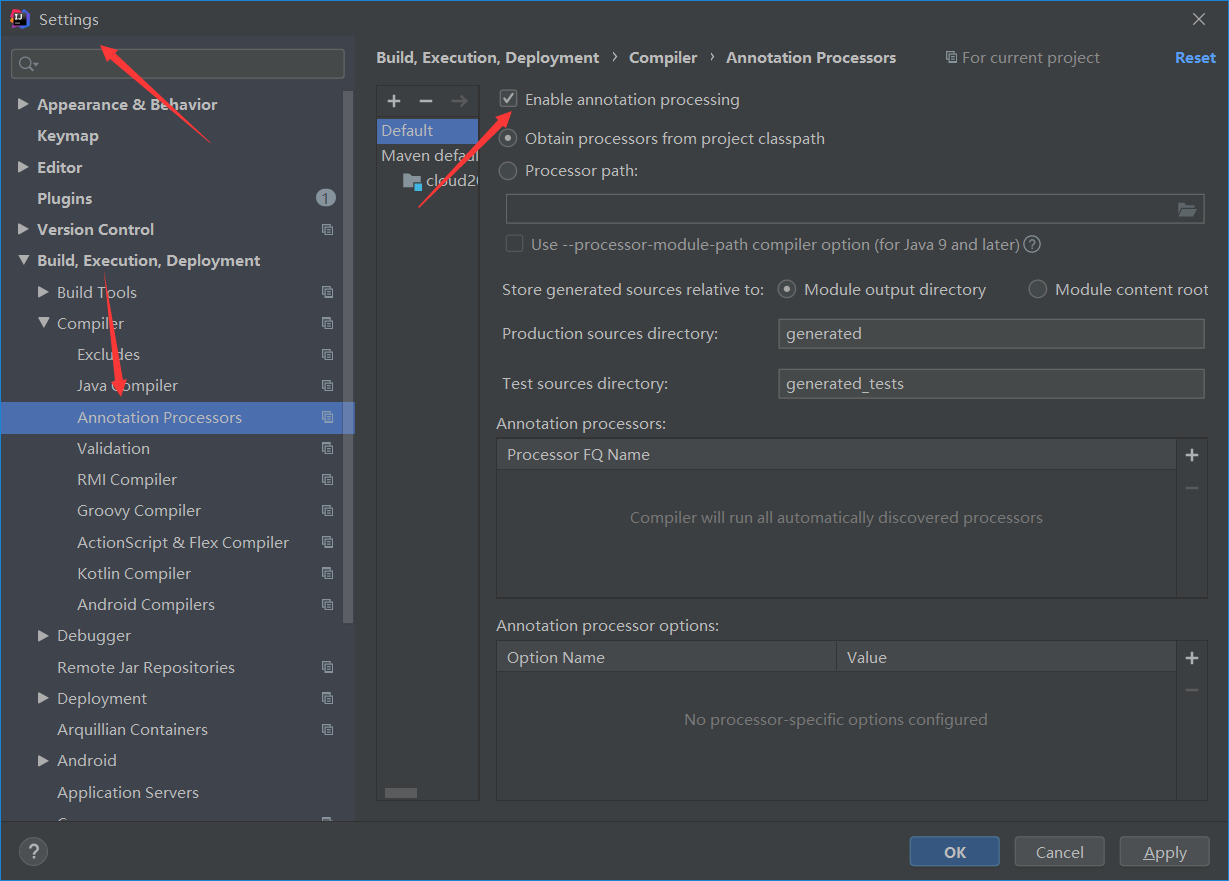 Settings
Build, Execution, Deployment › Compiler › Annotation Processors
For current project
Reset
Appearance & Behavior
Keymap
Editor
Plugins
1
Version Control
Build, Execution, Deployment
Build Tools
Compiler
Excludes
Java Compiler
Annotation Processors
Validation
RMI Compiler
Groovy Compiler
ActionScript & Flex Compiler
Kotlin Compiler
Android Compilers
Debugger
Remote Jar Repositories
Deployment
Arquillian Containers
Android
Application Servers
Default
Maven defaul
cloud20
Enable annotation processing
Obtain processors from project classpath
Processor path:
Use --processor-module-path compiler option (for Java 9 and later) ?
Store generated sources relative to: Module output directory Module content root
Production sources directory: generated
Test sources directory: generated_tests
Annotation processors:
Processor FQ Name
Compiler will run all automatically discovered processors
Annotation processor options:
Option Name Value
No processor-specific options configured
?
OK Cancel Apply